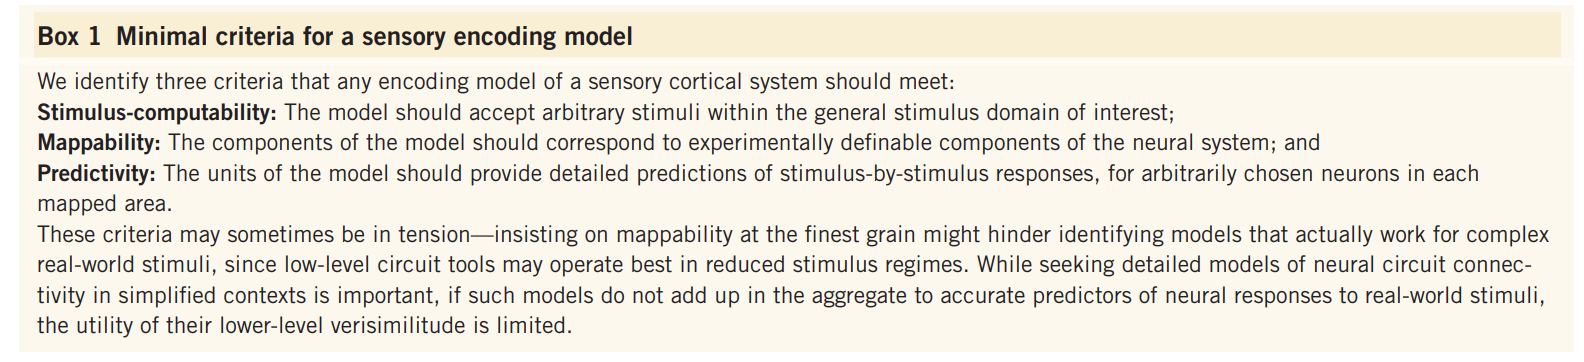 Box 1 Minimal criteria for a sensory encoding model
We identify three criteria that any encoding model of a sensory cortical system should meet:
Stimulus-computability: The model should accept arbitrary stimuli within the general stimulus domain of interest;
Mappability: The components of the model should correspond to experimentally definable components of the neural system; and
Predictivity: The units of the model should provide detailed predictions of stimulus-by-stimulus responses, for arbitrarily chosen neurons in each
mapped area.
These criteria may sometimes be in tension—insisting on mappability at the finest grain might hinder identifying models that actually work for complex
real-world stimuli, since low-level circuit tools may operate best in reduced stimulus regimes. While seeking detailed models of neural circuit connec-
tivity in simplified contexts is important, if such models do not add up in the aggregate to accurate predictors of neural responses to real-world stimuli,
the utility of their lower-level verisimilitude is limited.